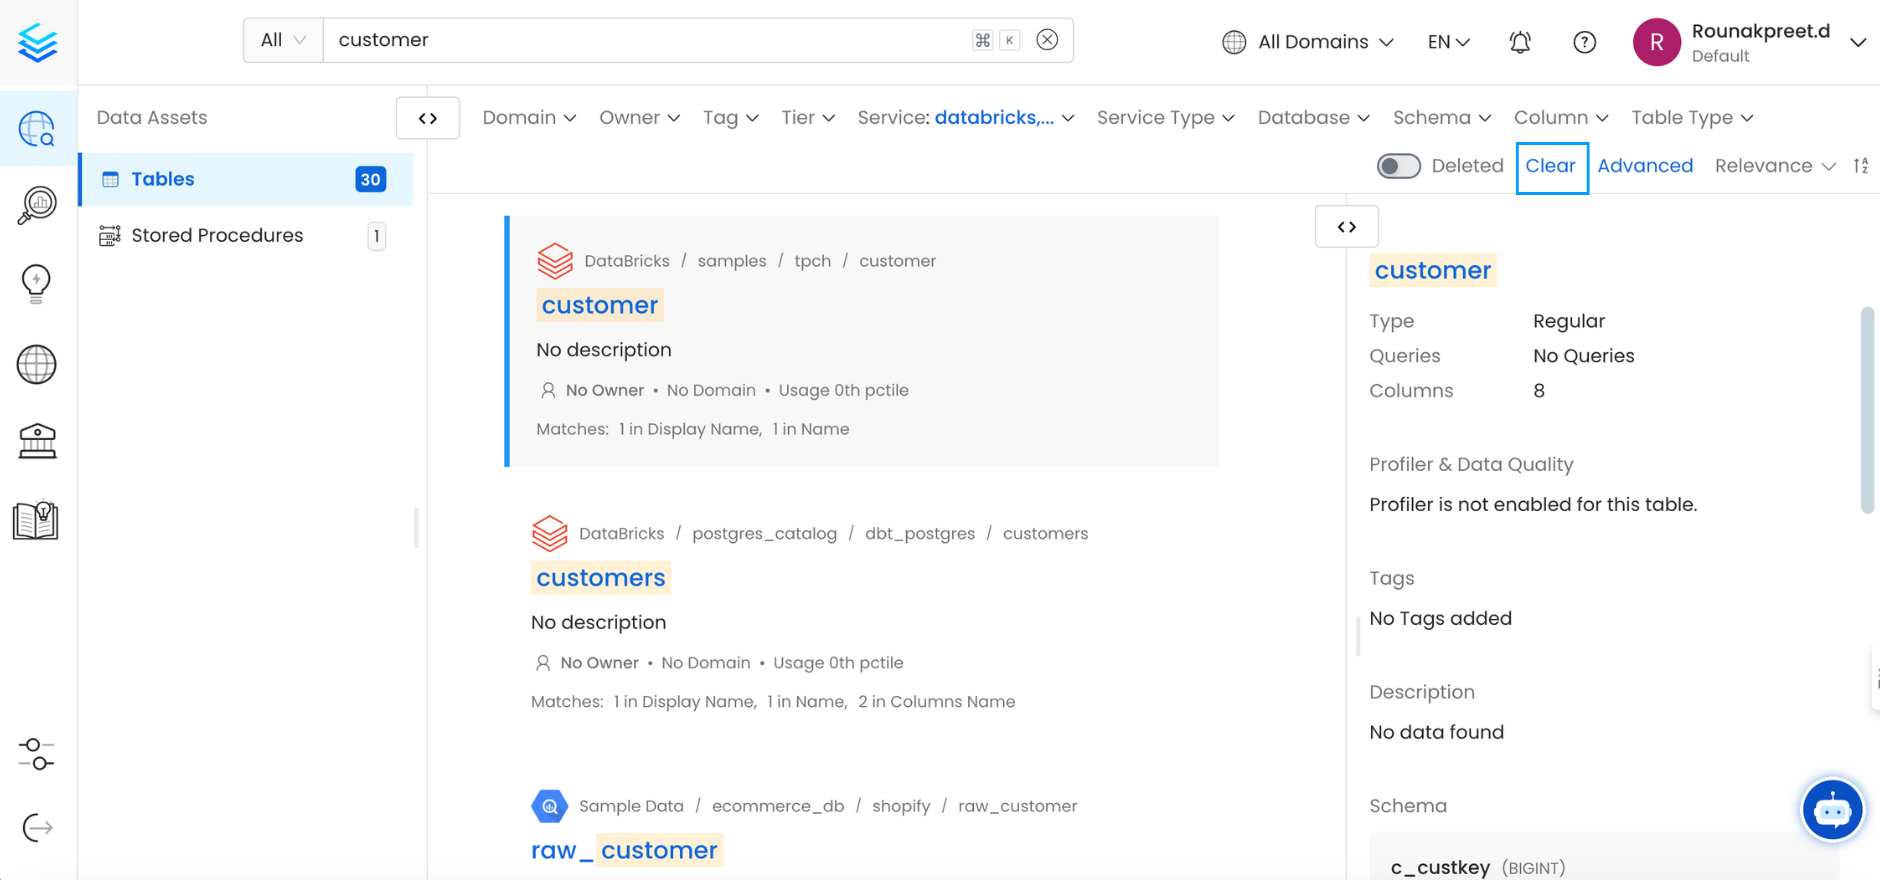 All
customer
⌘ K
All Domains
EN
R
Rounakpreet.d
Default
Data Assets
Domain Owner Tag Tier Service: databricks,... Service Type Database Schema Column Table Type
Deleted Clear Advanced Relevance
Tables 30
Stored Procedures 1
DataBricks / samples / tpch / customer
customer
No description
No Owner • No Domain • Usage 0th pctile
Matches: 1 in Display Name, 1 in Name
DataBricks / postgres_catalog / dbt_postgres / customers
customers
No description
No Owner • No Domain • Usage 0th pctile
Matches: 1 in Display Name, 1 in Name, 2 in Columns Name
Sample Data / ecommerce_db / shopify / raw_customer
raw_customer
customer
Type Regular
Queries No Queries
Columns 8
Profiler & Data Quality
Profiler is not enabled for this table.
Tags
No Tags added
Description
No data found
Schema
c_custkey (BIGINT)